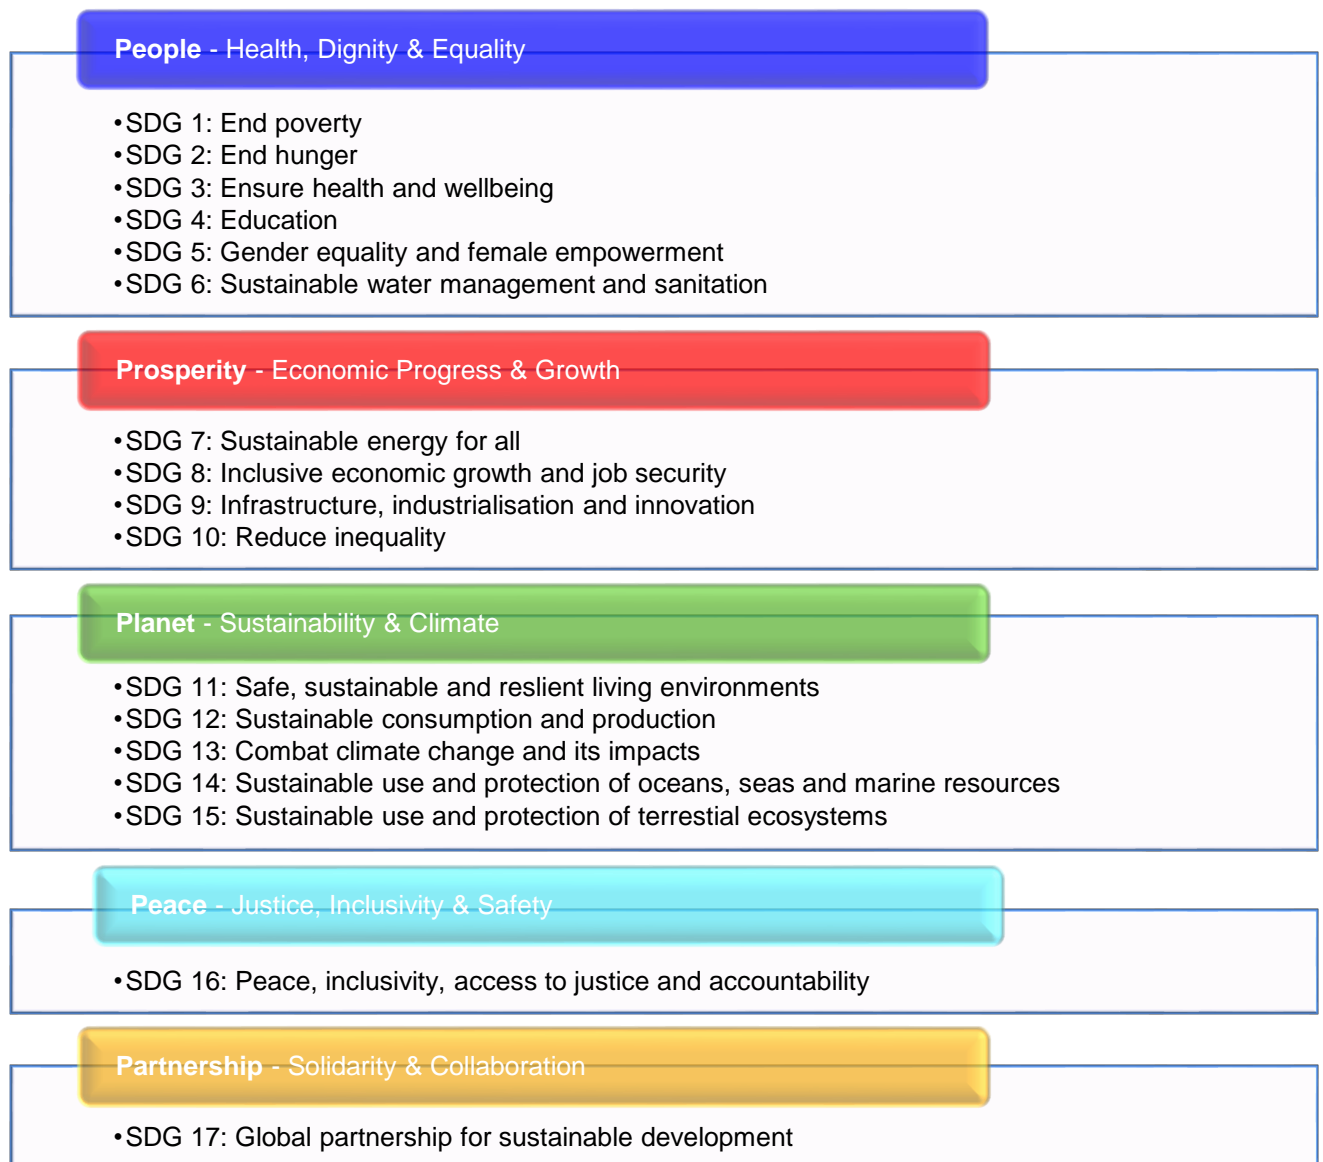 People - Health, Dignity & Equality
•SDG 1: End poverty
•SDG 2: End hunger
•SDG 3: Ensure health and wellbeing
•SDG 4: Education
•SDG 5: Gender equality and female empowerment
•SDG 6: Sustainable water management and sanitation
Prosperity - Economic Progress & Growth
•SDG 7: Sustainable energy for all
•SDG 8: Inclusive economic growth and job security
•SDG 9: Infrastructure, industrialisation and innovation
•SDG 10: Reduce inequality
Planet - Sustainability & Climate
•SDG 11: Safe, sustainable and reslient living environments
•SDG 12: Sustainable consumption and production
•SDG 13: Combat climate change and its impacts
•SDG 14: Sustainable use and protection of oceans, seas and marine resources
•SDG 15: Sustainable use and protection of terrestial ecosystems
Peace - Justice, Inclusivity & Safety
•SDG 16: Peace, inclusivity, access to justice and accountability
Partnership - Solidarity & Collaboration
•SDG 17: Global partnership for sustainable development